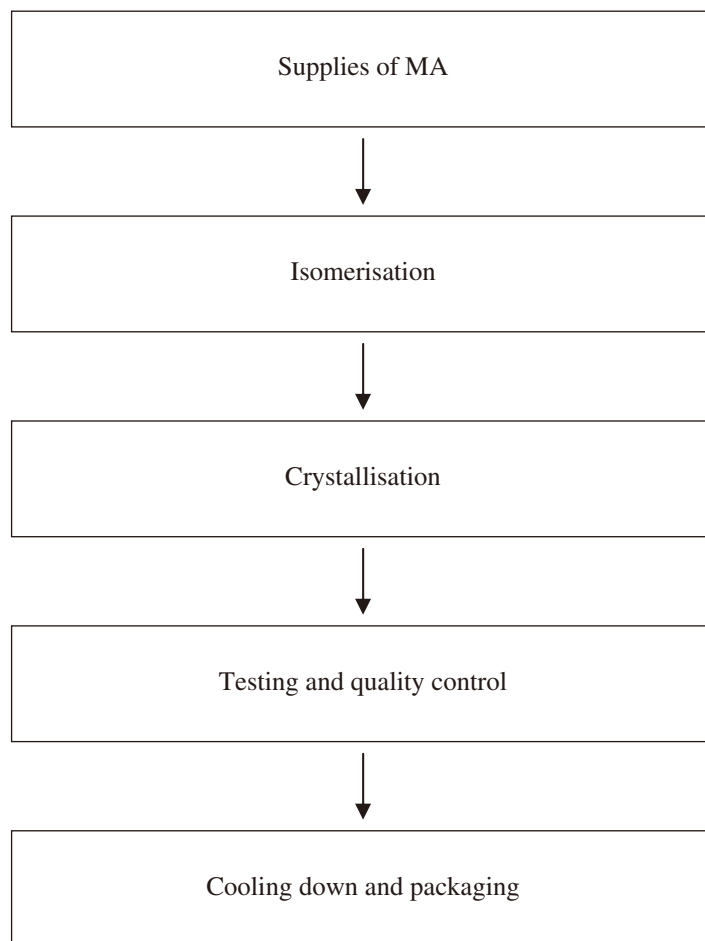 Supplies of MA
Isomerisation
Crystallisation
Testing and quality control
Cooling down and packaging